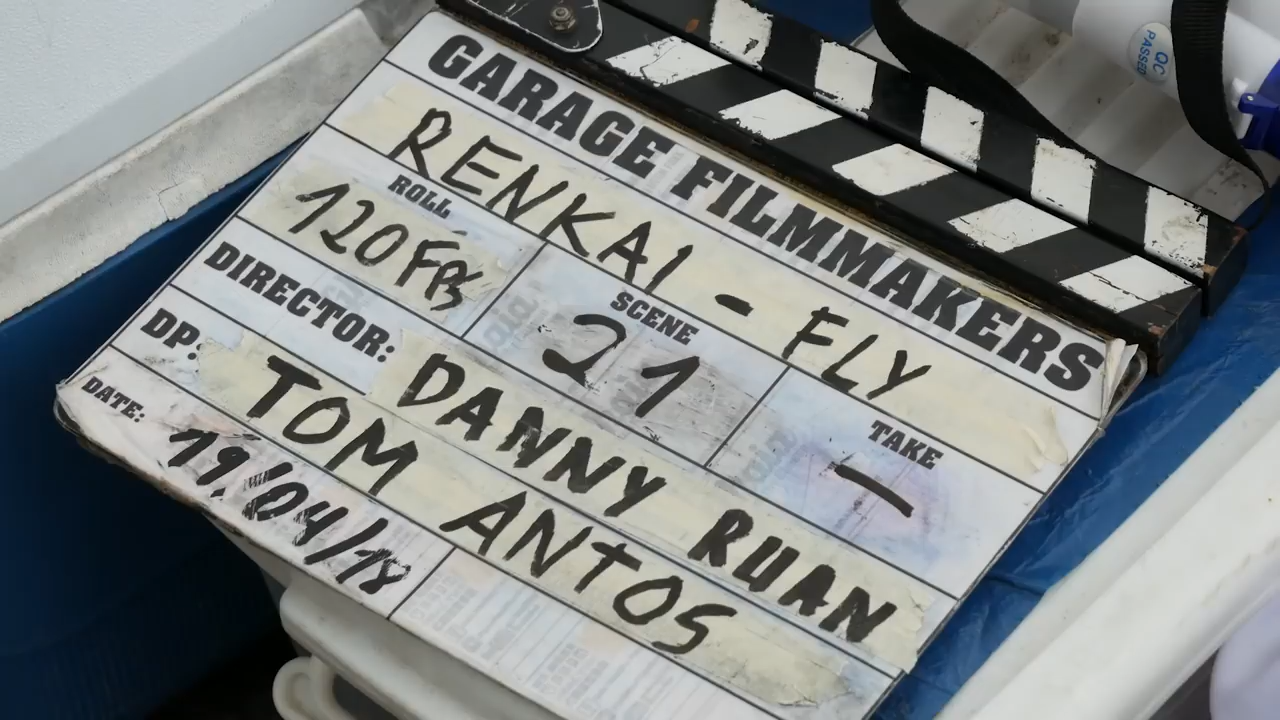 GARAGE FILMMAKERS
RENKAI - FLY
ROLL
120FPS
SCENE
21
TAKE
-
DIRECTOR: DANNY RUAN
DP: TOM ANTOS
DATE: 19/04/18
QC
PASSED